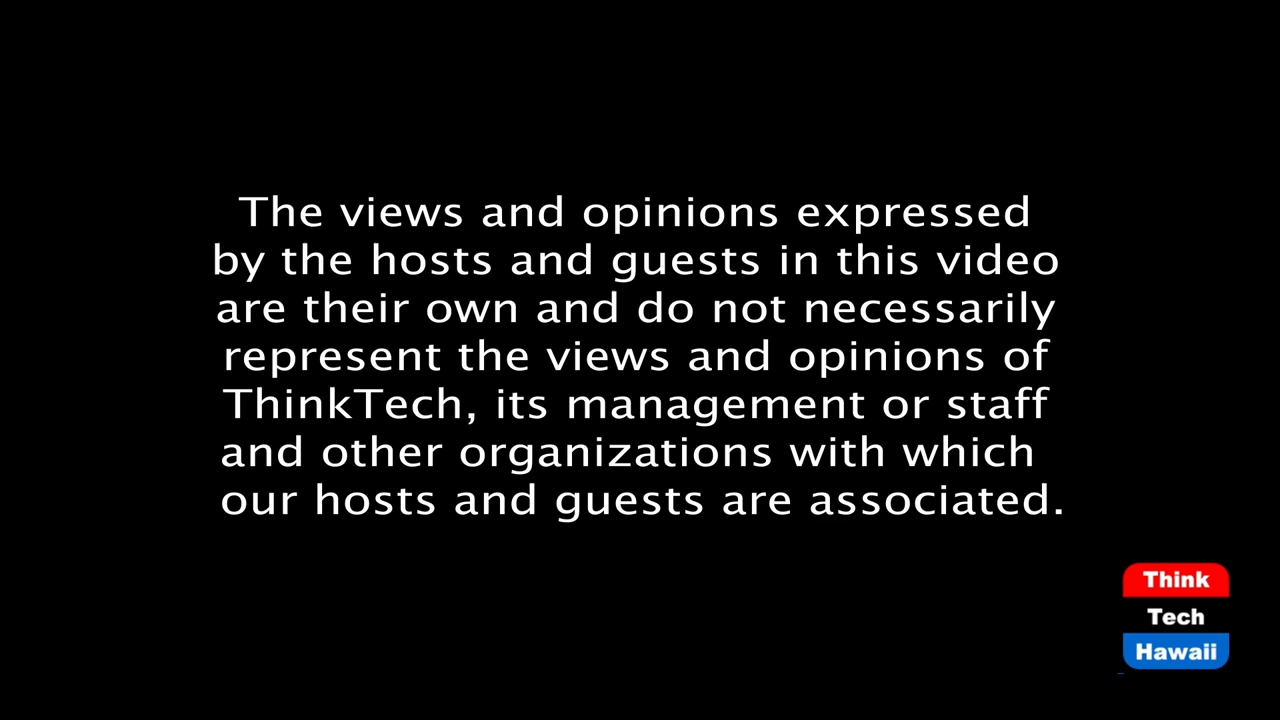 The views and opinions expressed
by the hosts and guests in this video
are their own and do not necessarily
represent the views and opinions of
ThinkTech, its management or staff
and other organizations with which
our hosts and guests are associated.
Think
Tech
Hawaii